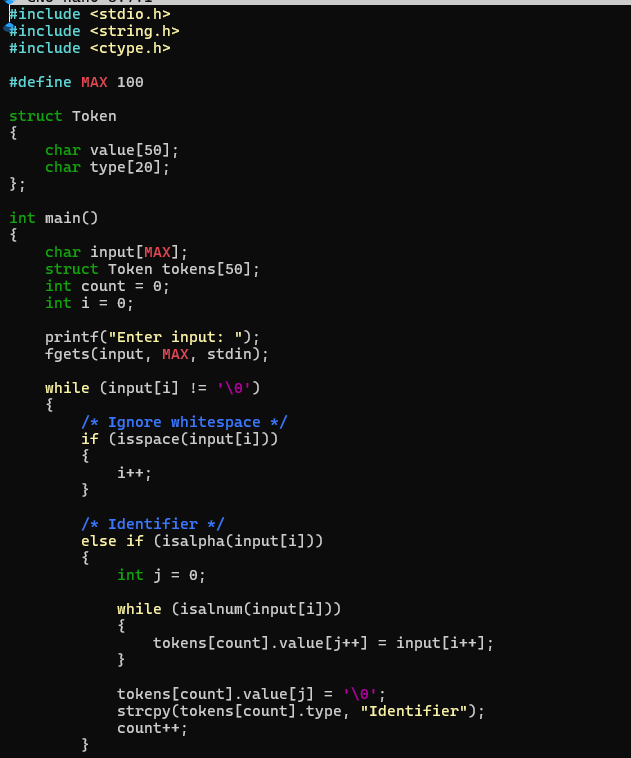 #include <stdio.h>
#include <string.h>
#include <ctype.h>

#define MAX 100

struct Token
{
    char value[50];
    char type[20];
};

int main()
{
    char input[MAX];
    struct Token tokens[50];
    int count = 0;
    int i = 0;

    printf("Enter input: ");
    fgets(input, MAX, stdin);

    while (input[i] != '\0')
    {
        /* Ignore whitespace */
        if (isspace(input[i]))
        {
            i++;
        }

        /* Identifier */
        else if (isalpha(input[i]))
        {
            int j = 0;

            while (isalnum(input[i]))
            {
                tokens[count].value[j++] = input[i++];
            }

            tokens[count].value[j] = '\0';
            strcpy(tokens[count].type, "Identifier");
            count++;
        }